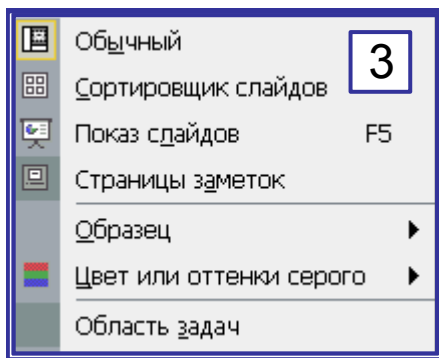 Обычный
3
Сортировщик слайдов
Показ слайдов F5
Страницы заметок
Образец
Цвет или оттенки серого
Область задач